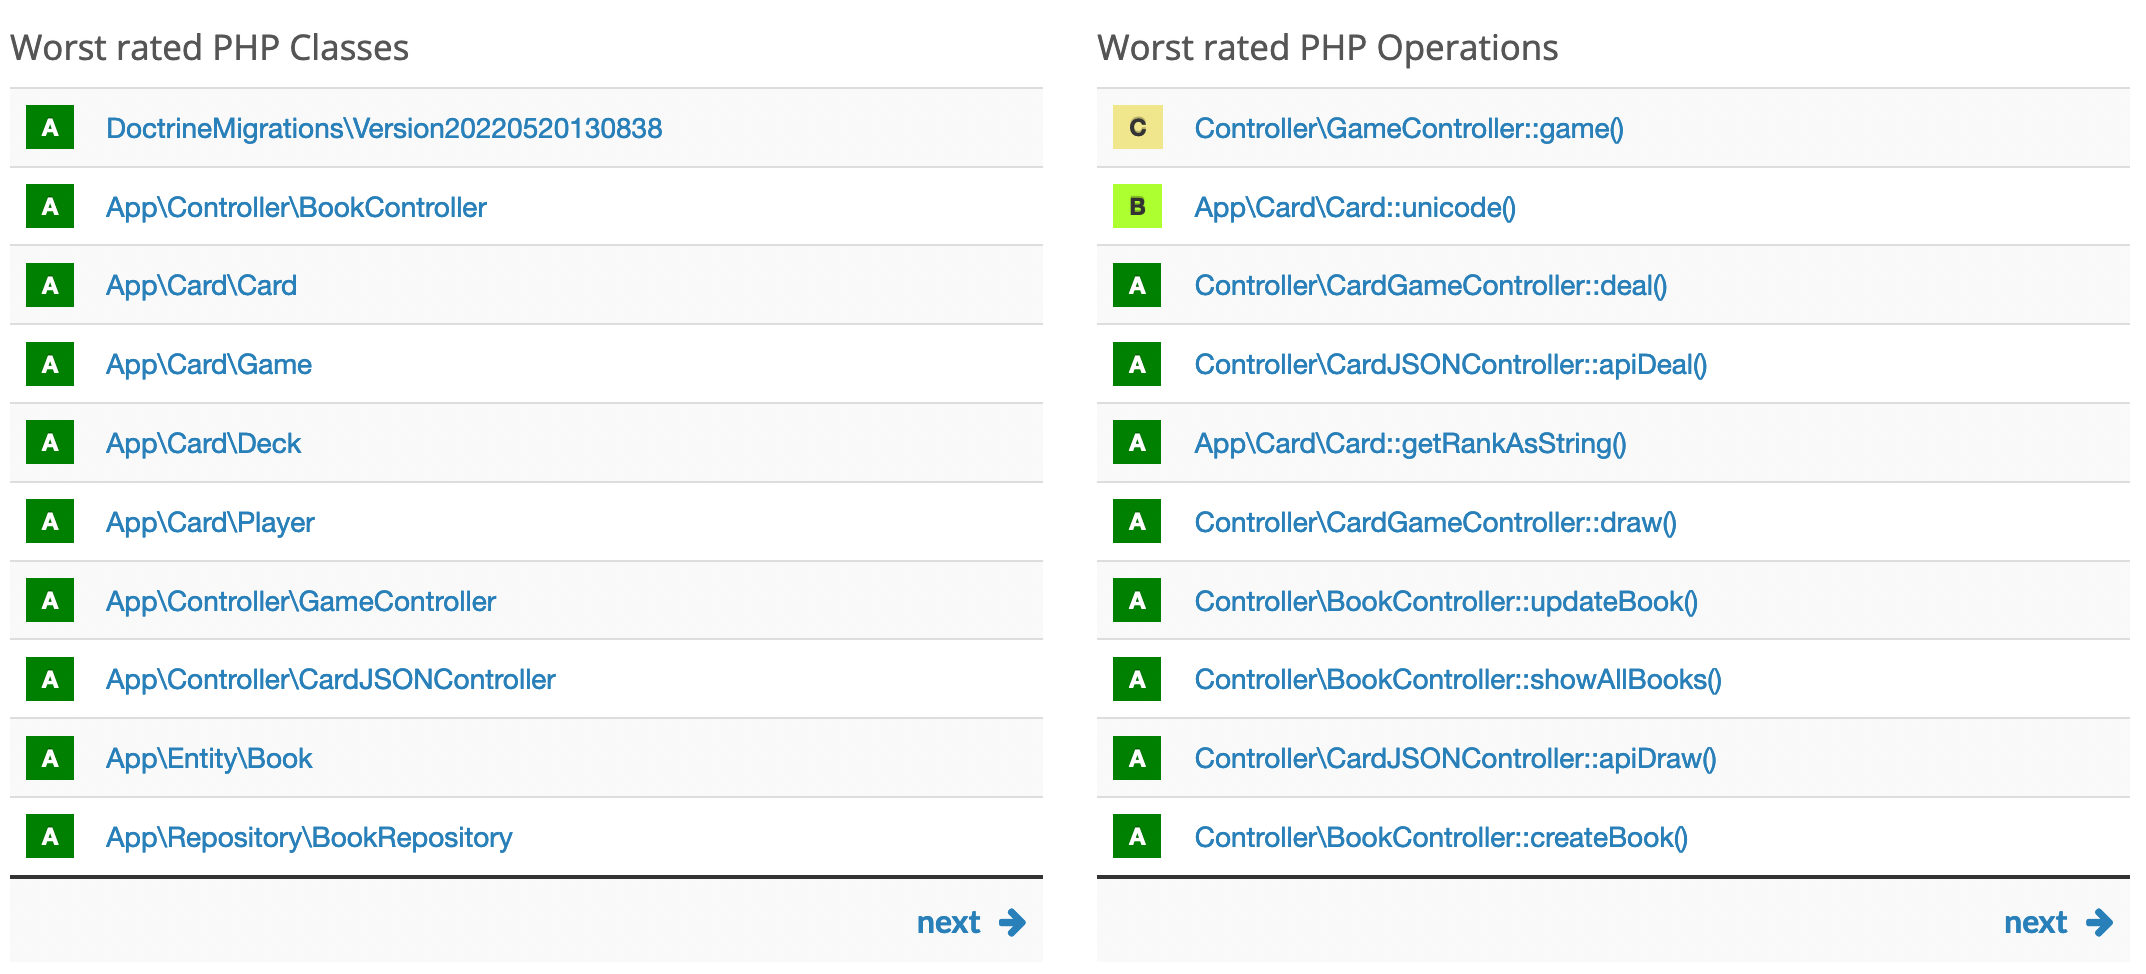 Worst rated PHP Classes
A DoctrineMigrations\Version20220520130838
A App\Controller\BookController
A App\Card\Card
A App\Card\Game
A App\Card\Deck
A App\Card\Player
A App\Controller\GameController
A App\Controller\CardJSONController
A App\Entity\Book
A App\Repository\BookRepository
next
Worst rated PHP Operations
C Controller\GameController::game()
B App\Card\Card::unicode()
A Controller\CardGameController::deal()
A Controller\CardJSONController::apiDeal()
A App\Card\Card::getRankAsString()
A Controller\CardGameController::draw()
A Controller\BookController::updateBook()
A Controller\BookController::showAllBooks()
A Controller\CardJSONController::apiDraw()
A Controller\BookController::createBook()
next